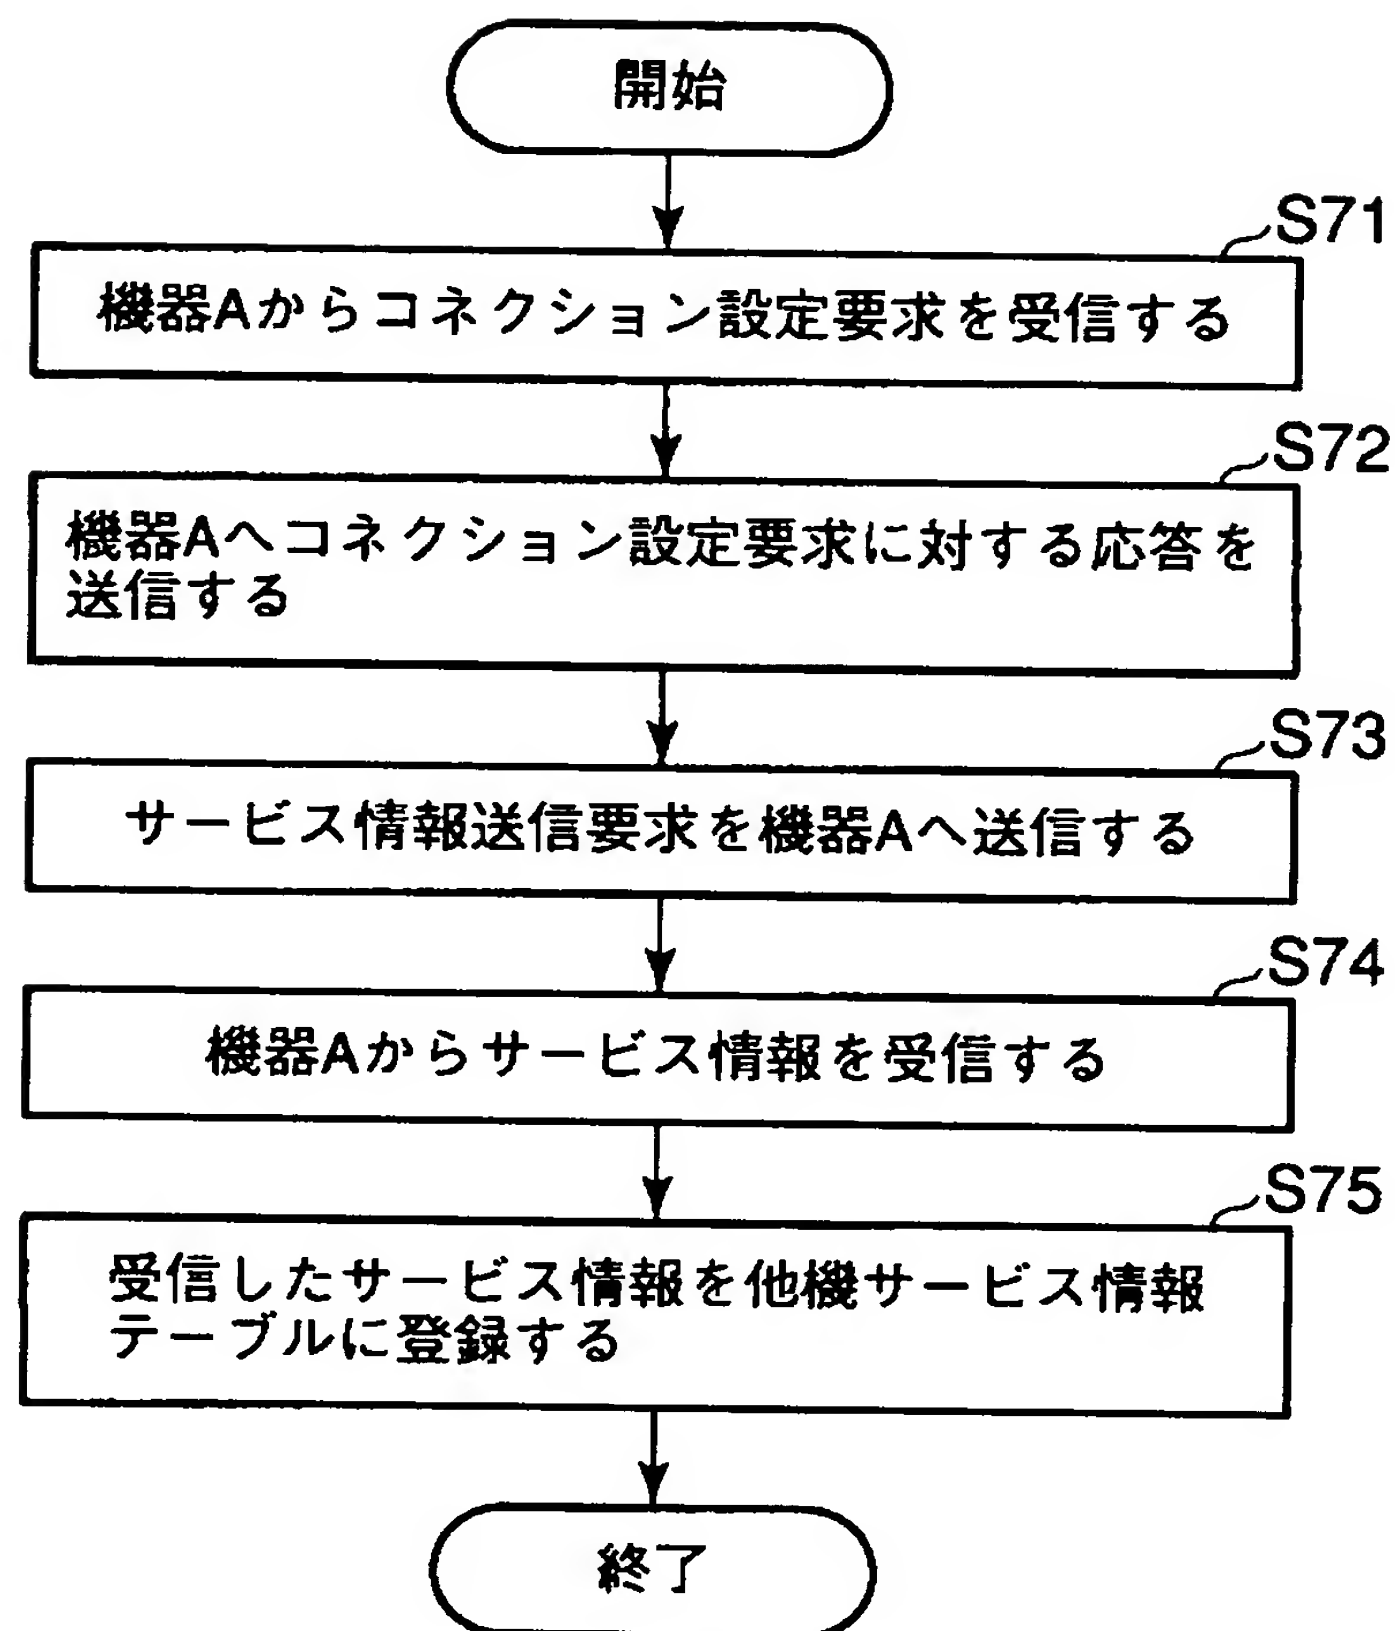 開始
S71
機器Aからコネクション設定要求を受信する
S72
機器Aへコネクション設定要求に対する応答を
送信する
S73
サービス情報送信要求を機器Aへ送信する
S74
機器Aからサービス情報を受信する
S75
受信したサービス情報を他機サービス情報
テーブルに登録する
終了